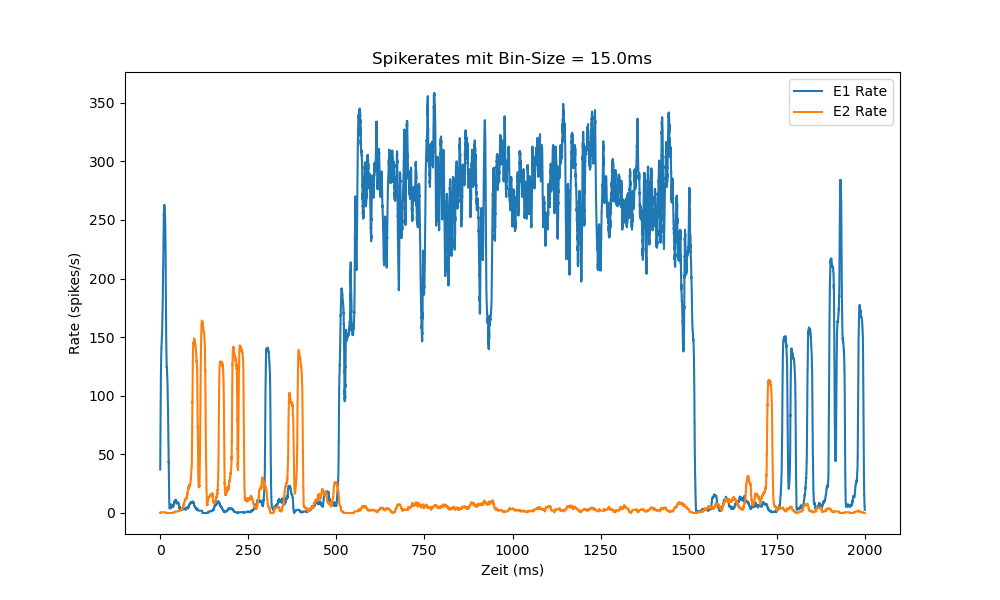 Spikerates mit Bin-Size = 15.0ms
E1 Rate
E2 Rate
Rate (spikes/s)
350
300
250
200
150
100
50
0
0 250 500 750 1000 1250 1500 1750 2000
Zeit (ms)